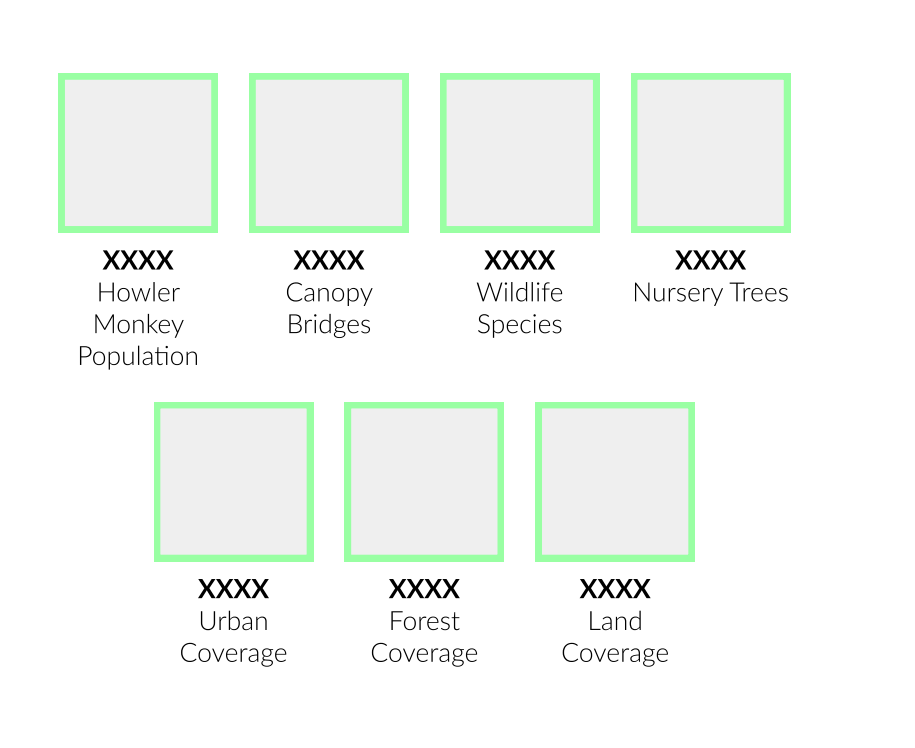 XXXX
Howler
Monkey
Population
XXXX
Canopy
Bridges
XXXX
Wildlife
Species
XXXX
Nursery Trees
XXXX
Urban
Coverage
XXXX
Forest
Coverage
XXXX
Land
Coverage